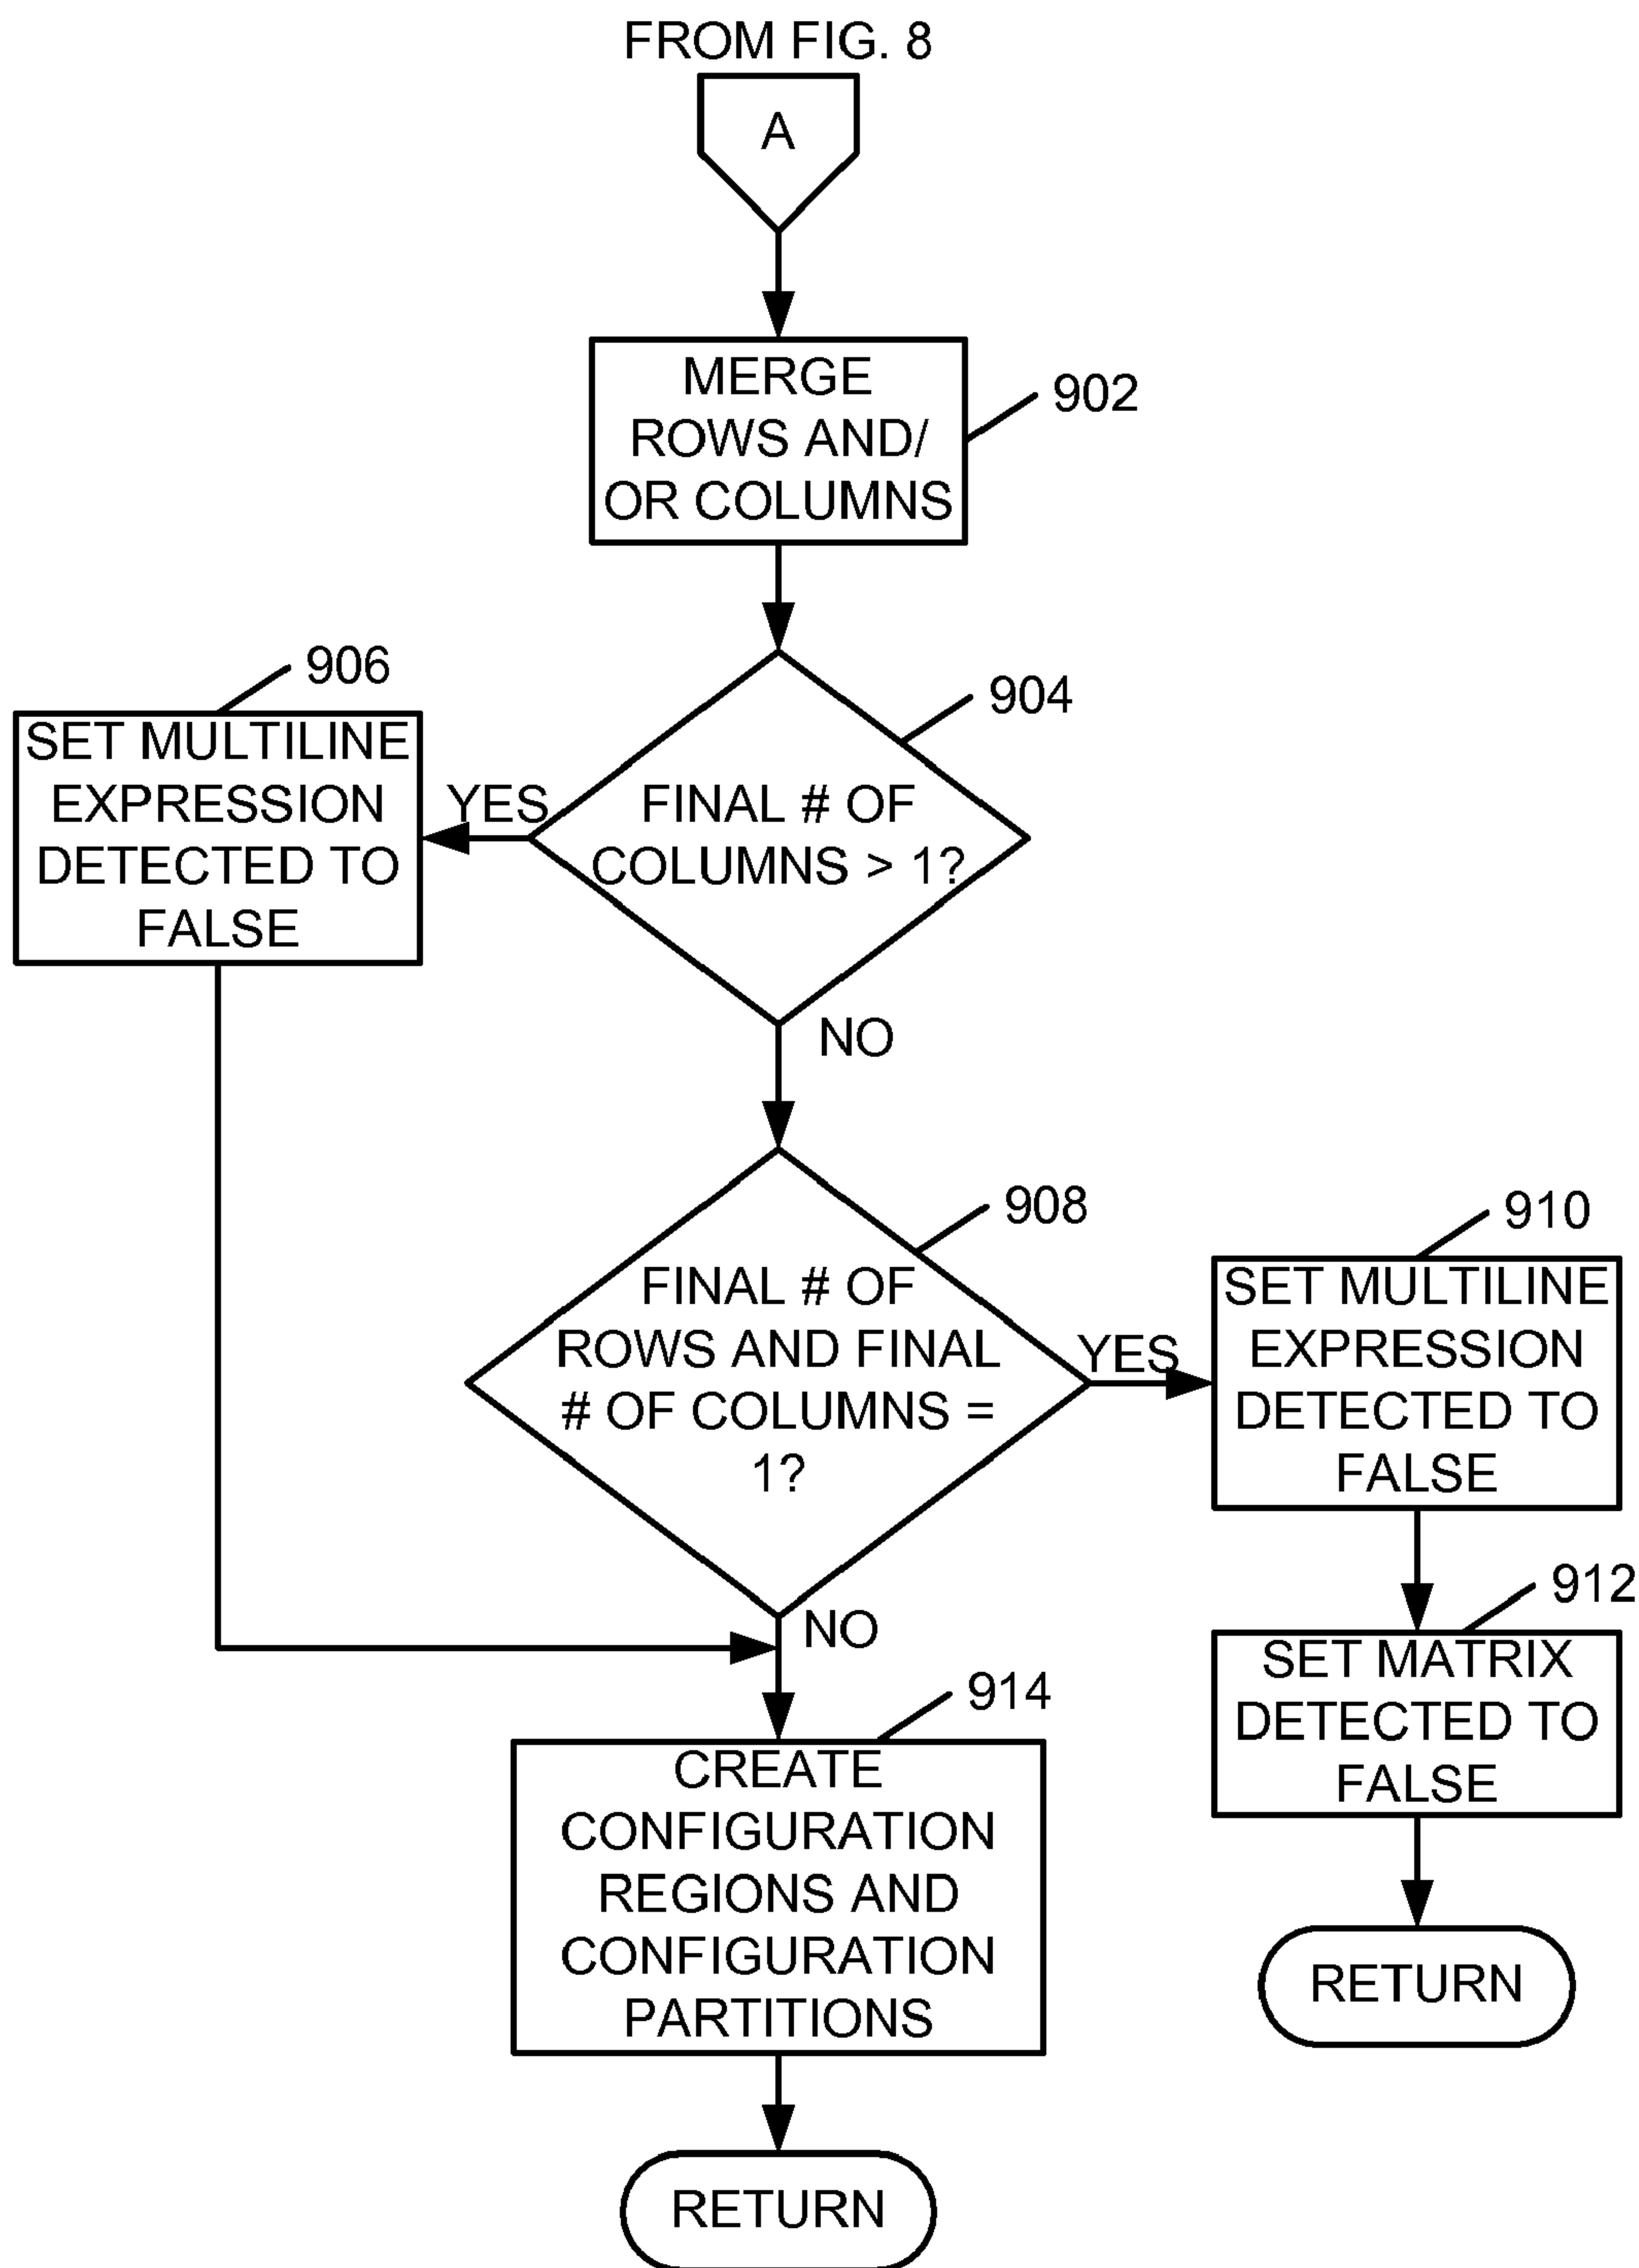 FROM FIG. 8
A
MERGE
ROWS AND/
OR COLUMNS
902
904
FINAL # OF
COLUMNS > 1?
YES
906
SET MULTILINE
EXPRESSION
DETECTED TO
FALSE
NO
908
FINAL # OF
ROWS AND FINAL
# OF COLUMNS =
1?
YES
910
SET MULTILINE
EXPRESSION
DETECTED TO
FALSE
912
SET MATRIX
DETECTED TO
FALSE
RETURN
NO
914
CREATE
CONFIGURATION
REGIONS AND
CONFIGURATION
PARTITIONS
RETURN